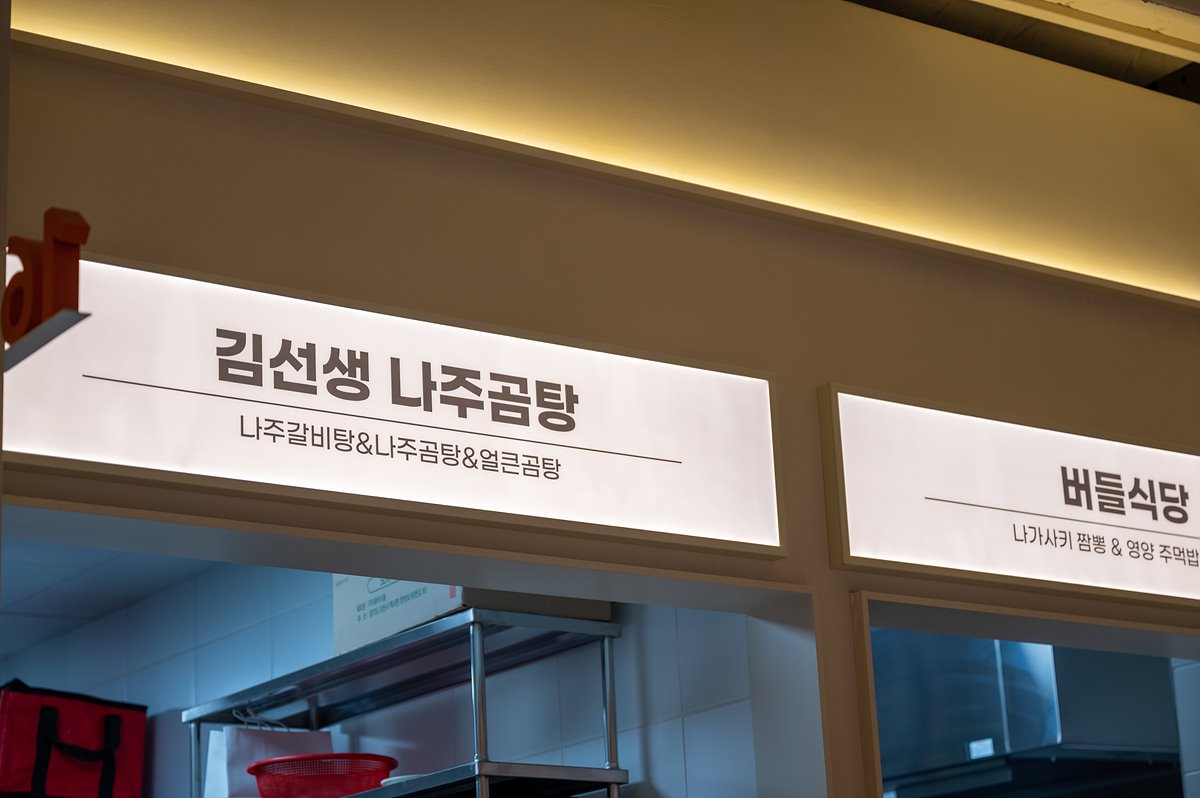 김선생 나주곰탕
나주갈비탕&나주곰탕&얼큰곰탕
버들식당
나가사키 짬뽕 & 영양 주먹밥